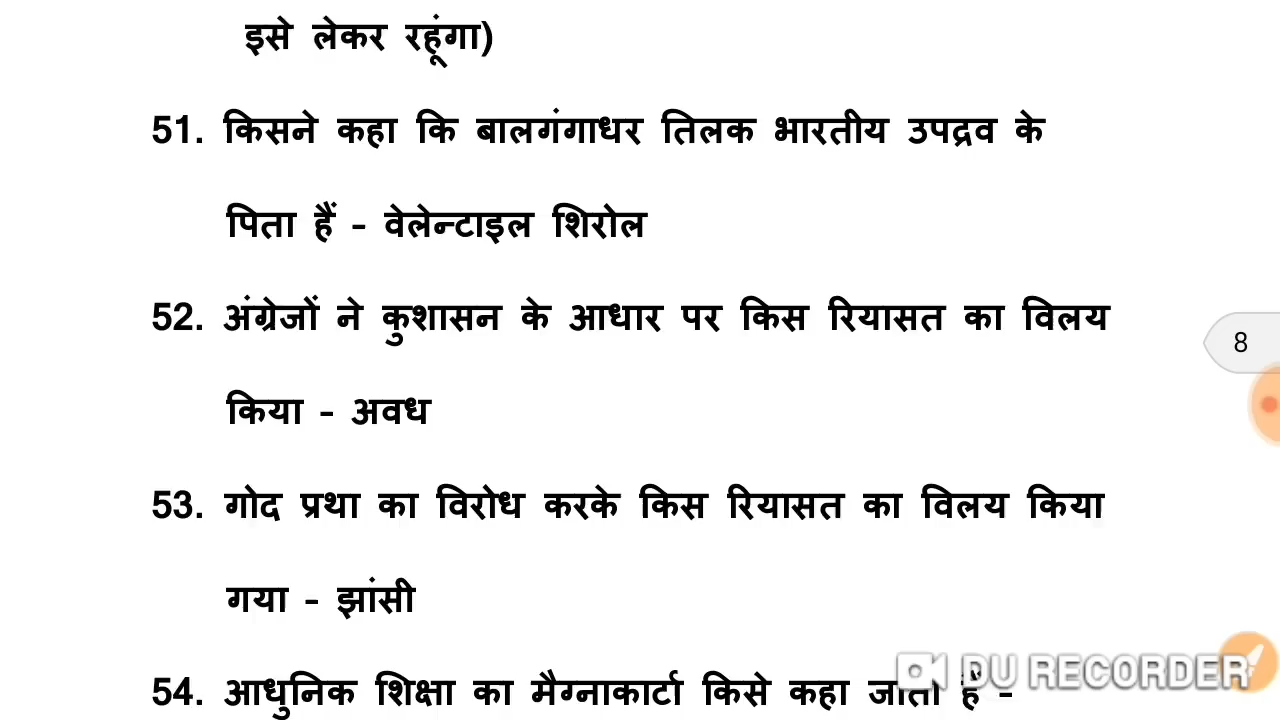 इसे लेकर रहूंगा)
51. किसने कहा कि बालगंगाधर तिलक भारतीय उपद्रव के
पिता हैं - वेलेन्टाइल शिरोल
52. अंग्रेजों ने कुशासन के आधार पर किस रियासत का विलय
किया - अवध
8
53. गोद प्रथा का विरोध करके किस रियासत का विलय किया
गया - झांसी
54. आधुनिक शिक्षा का मैग्नाकार्टा किसे कहा जाता है -
DU RECORDER